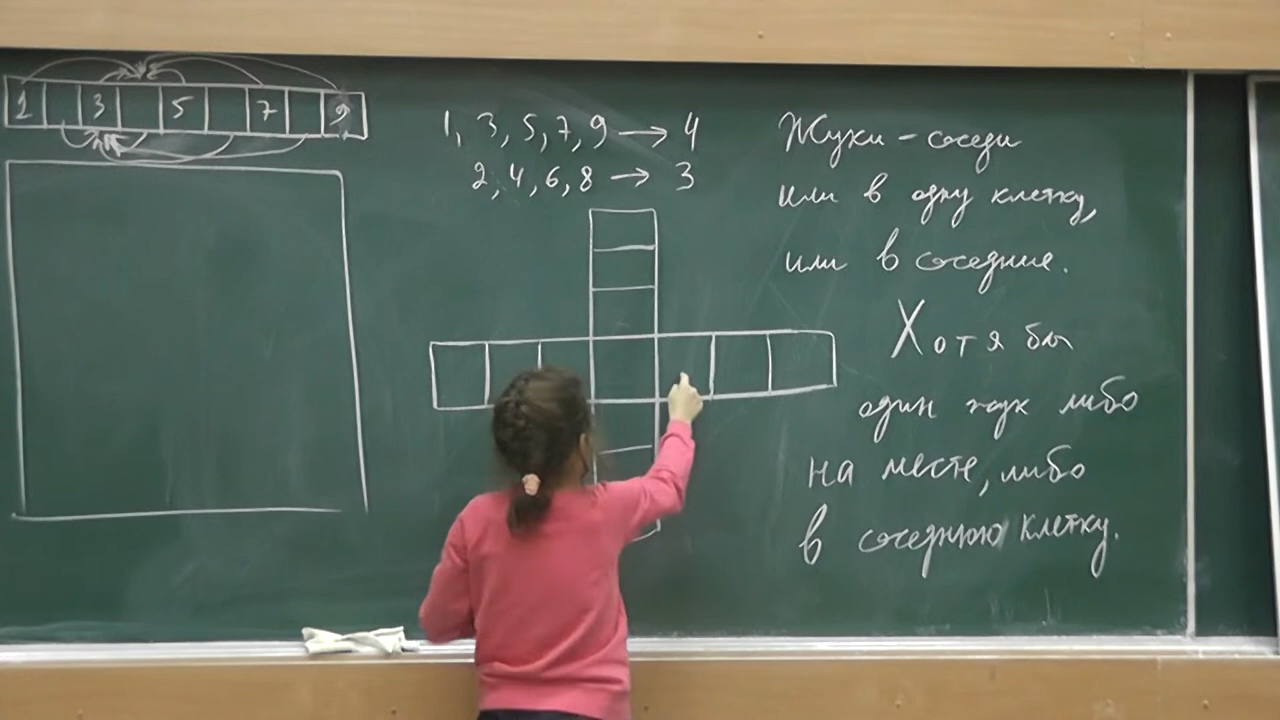 1 3 5 7 9
1, 3, 5, 7, 9 → 4
2, 4, 6, 8 → 3
Жуки - соседи
или в одну клетку,
или в соседние.
Хотя бы
один жук либо
на месте, либо
в соседнюю клетку.